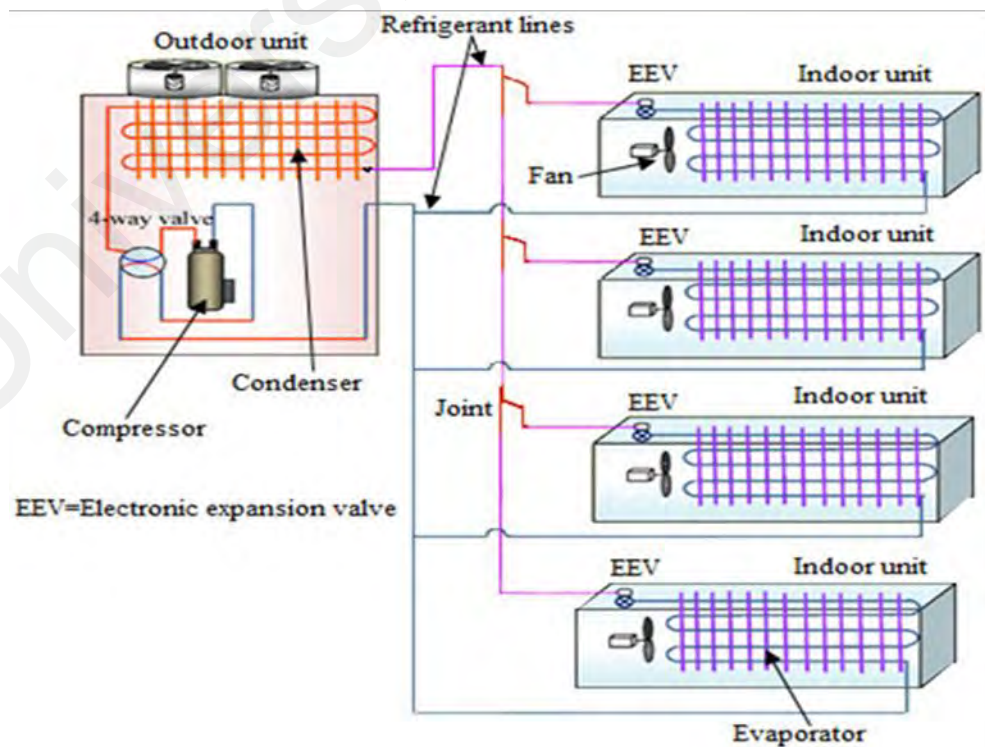 Outdoor unit
Refrigerant lines
EEV
Indoor unit
Fan
4-way valve
EEV
Indoor unit
Condenser
Compressor
Joint
EEV
Indoor unit
EEV=Electronic expansion valve
EEV
Indoor unit
Evaporator